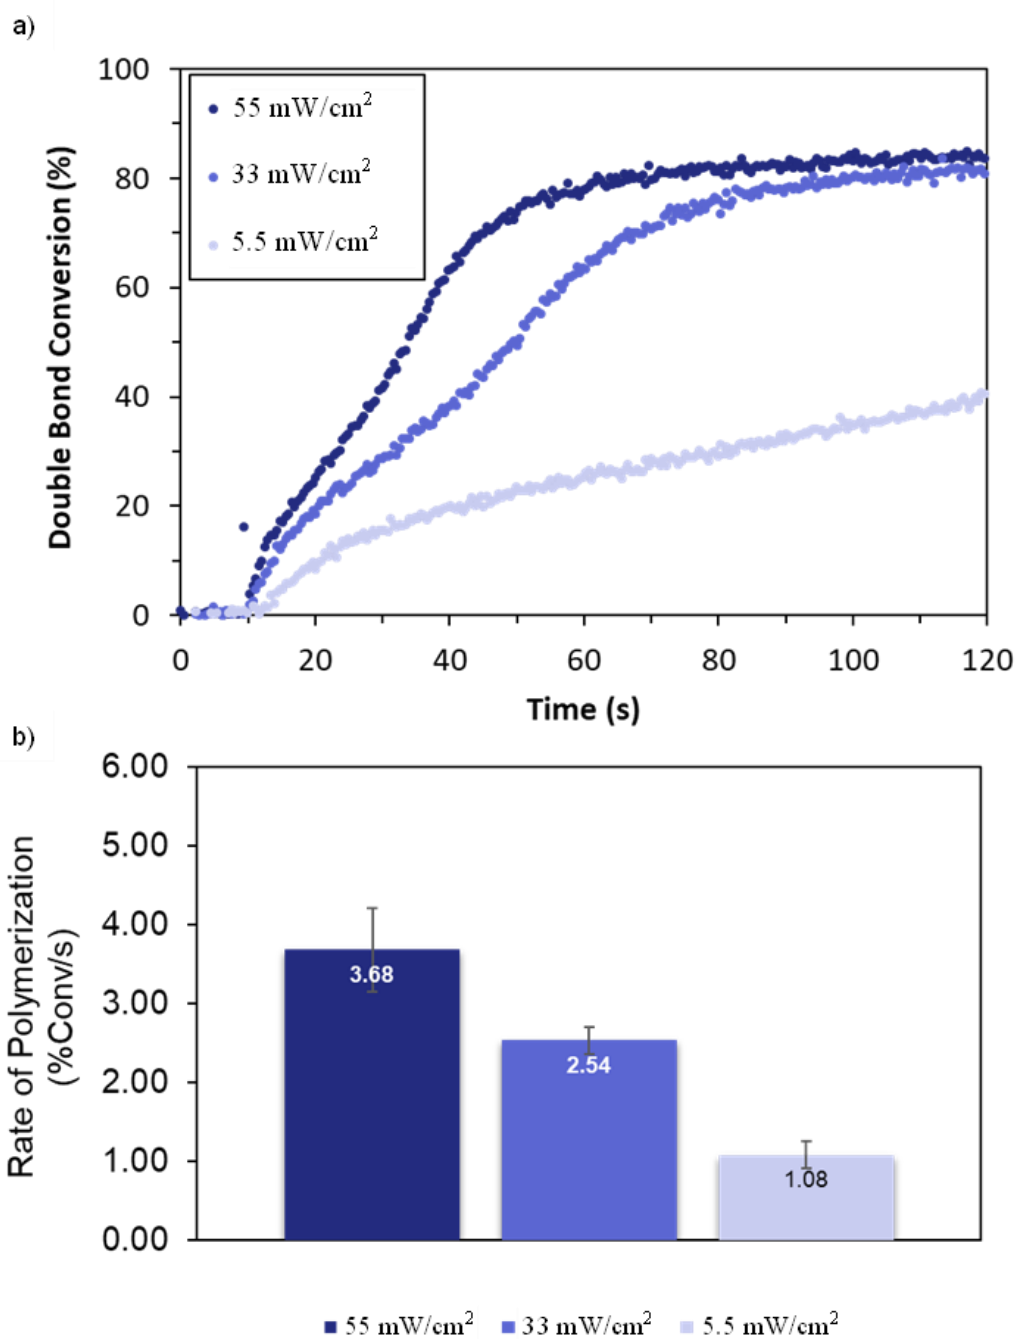 a)
100
80
60
40
20
0
Double Bond Conversion (%)
55 mW/cm²
33 mW/cm²
5.5 mW/cm²
0 20 40 60 80 100 120
Time (s)
b)
6.00
5.00
4.00
3.00
2.00
1.00
0.00
Rate of Polymerization
(%Conv/s)
3.68
2.54
1.08
55 mW/cm² 33 mW/cm² 5.5 mW/cm²